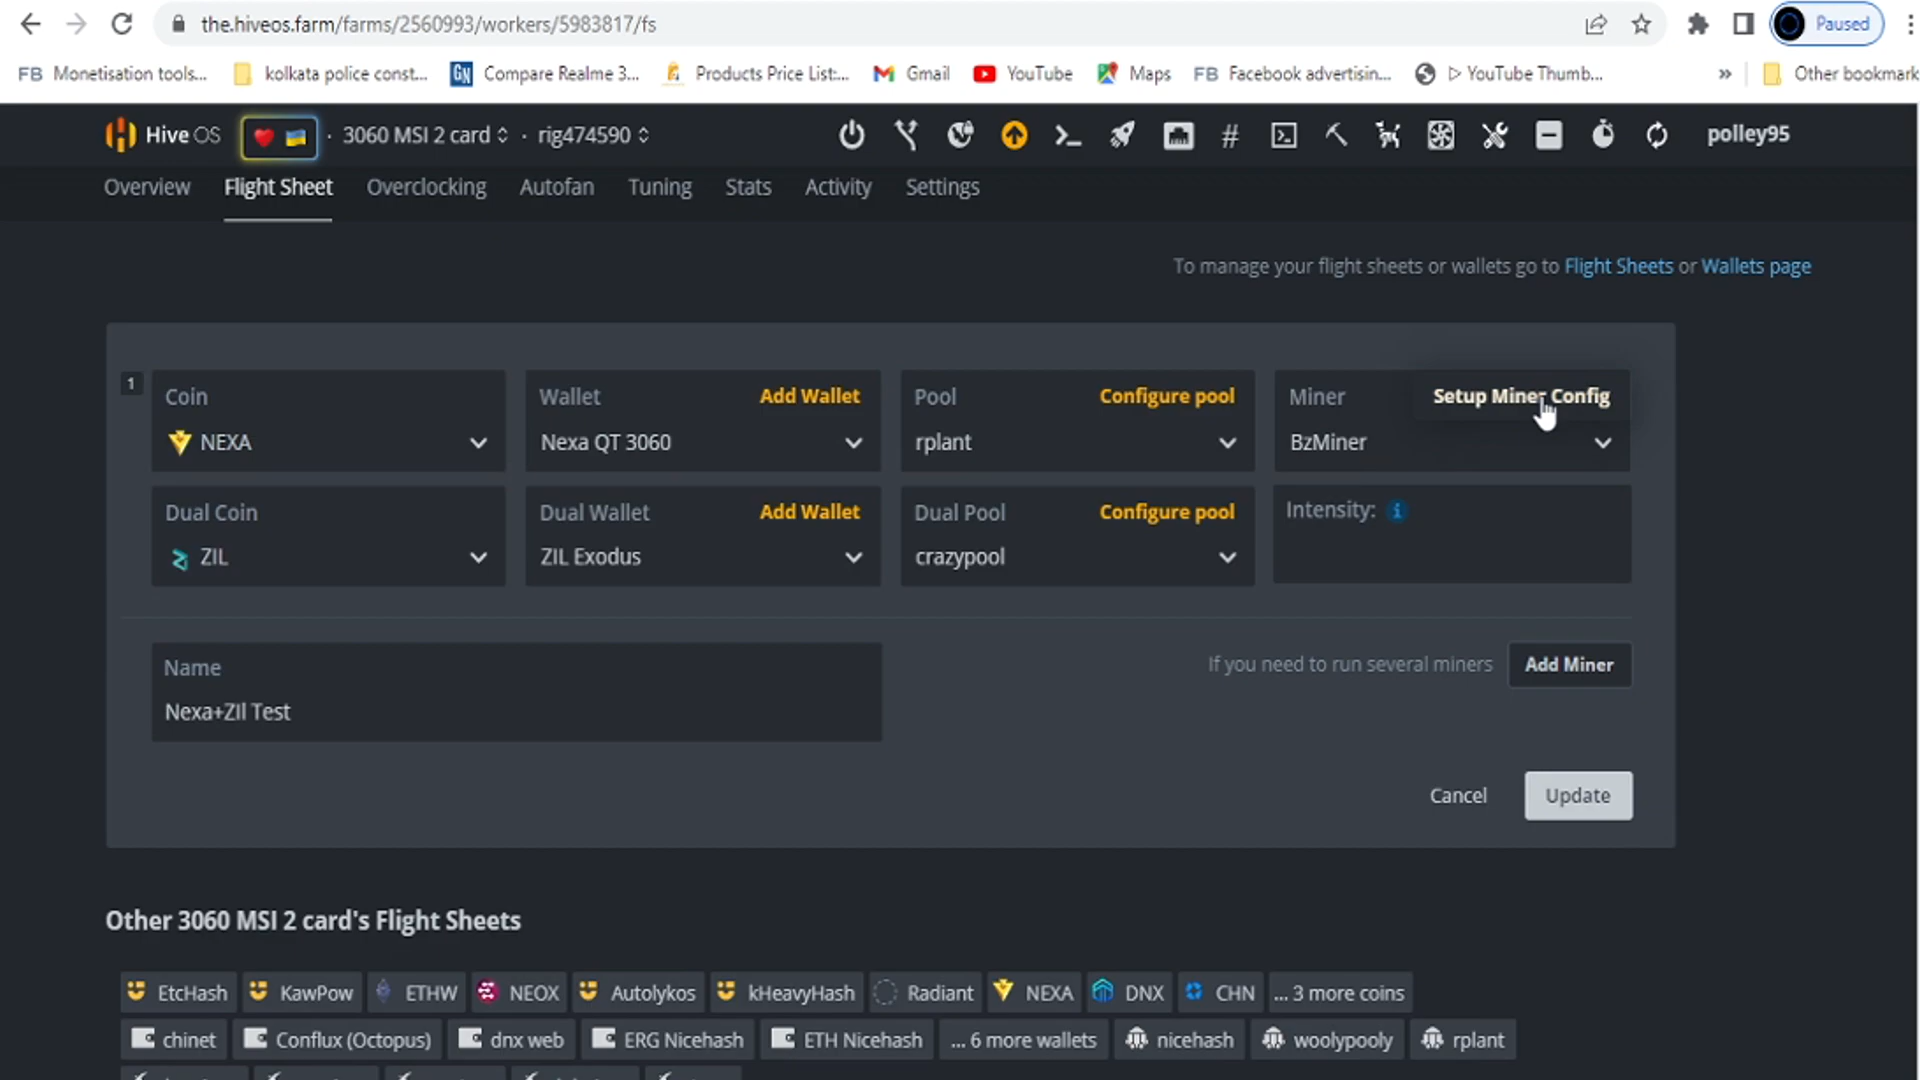 the.hiveos.farm/farms/2560993/workers/5983817/fs Paused
FB Monetisation tools... kolkata police const... GN Compare Realme 3... Products Price List:... Gmail YouTube Maps FB Facebook advertisin... ▷ YouTube Thumb... » Other bookmark
Hive OS · 3060 MSI 2 card · rig474590 # polley95
Overview Flight Sheet Overclocking Autofan Tuning Stats Activity Settings
To manage your flight sheets or wallets go to Flight Sheets or Wallets page
1 Coin Wallet Add Wallet Pool Configure pool Miner Setup Miner Config
NEXA Nexa QT 3060 rplant BzMiner
Dual Coin Dual Wallet Add Wallet Dual Pool Configure pool Intensity: i
ZIL ZIL Exodus crazypool
Name If you need to run several miners Add Miner
Nexa+ZIl Test
Cancel Update
Other 3060 MSI 2 card's Flight Sheets
EtcHash KawPow ETHW NEOX Autolykos kHeavyHash Radiant NEXA DNX CHN ... 3 more coins
chinet Conflux (Octopus) dnx web ERG Nicehash ETH Nicehash ... 6 more wallets nicehash woolypooly rplant